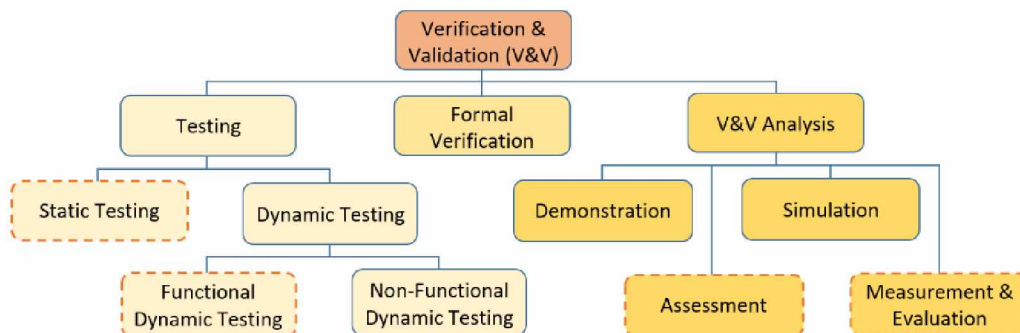 Verification &
Validation (V&V)
Testing
Formal
Verification
V&V Analysis
Static Testing
Dynamic Testing
Demonstration
Simulation
Functional
Dynamic Testing
Non-Functional
Dynamic Testing
Assessment
Measurement &
Evaluation